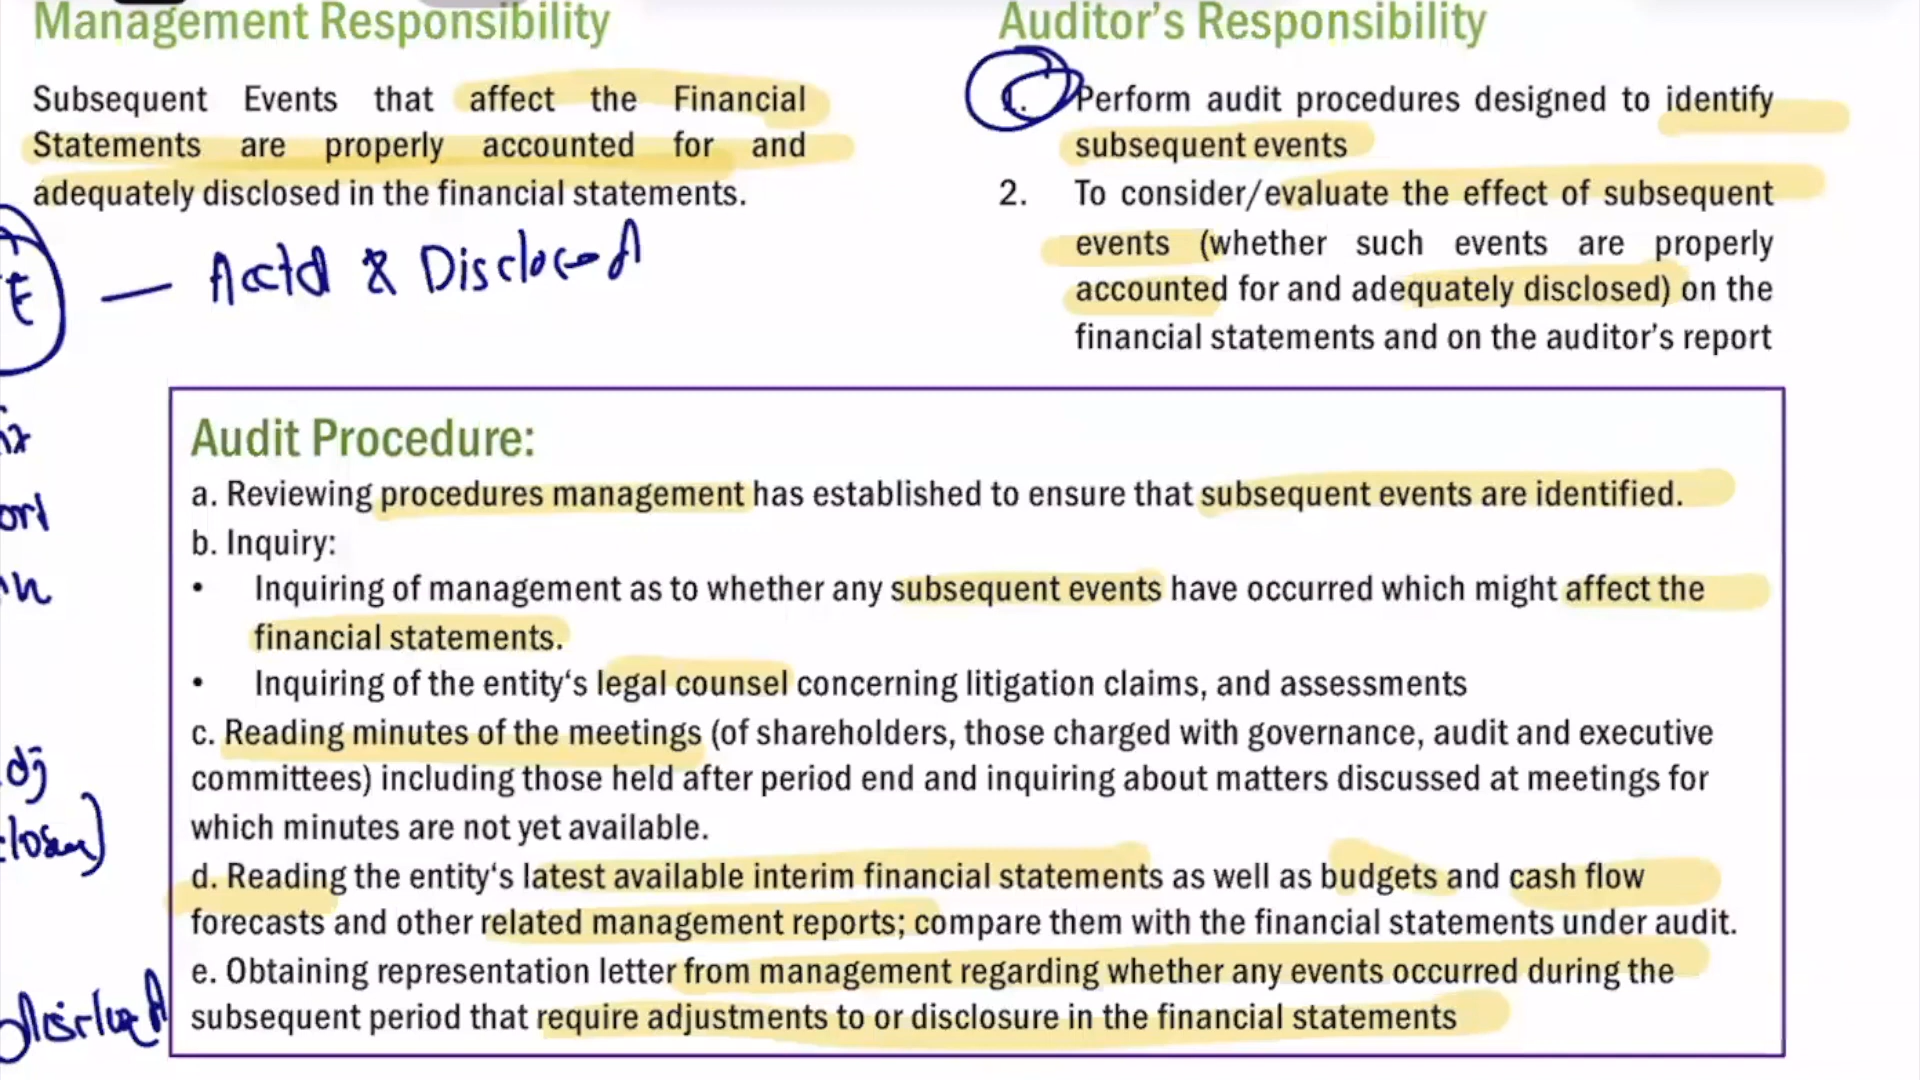 Management Responsibility
Subsequent Events that affect the Financial
Statements are properly accounted for and
adequately disclosed in the financial statements.
Auditor's Responsibility
1. Perform audit procedures designed to identify
subsequent events
2. To consider/evaluate the effect of subsequent
events (whether such events are properly
accounted for and adequately disclosed) on the
financial statements and on the auditor's report
— Acctd & Disclosed
Audit Procedure:
a. Reviewing procedures management has established to ensure that subsequent events are identified.
b. Inquiry:
• Inquiring of management as to whether any subsequent events have occurred which might affect the
financial statements.
• Inquiring of the entity‘s legal counsel concerning litigation claims, and assessments
c. Reading minutes of the meetings (of shareholders, those charged with governance, audit and executive
committees) including those held after period end and inquiring about matters discussed at meetings for
which minutes are not yet available.
d. Reading the entity‘s latest available interim financial statements as well as budgets and cash flow
forecasts and other related management reports; compare them with the financial statements under audit.
e. Obtaining representation letter from management regarding whether any events occurred during the
subsequent period that require adjustments to or disclosure in the financial statements